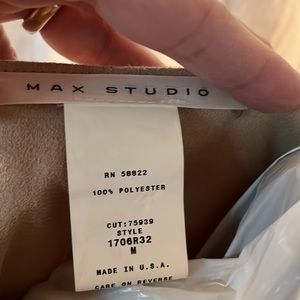 MAX STUDIO
RN 58822
100% POLYESTER
CUT:75939
STYLE
1706R32
M
MADE IN U.S.A.
CARE ON REVERSE